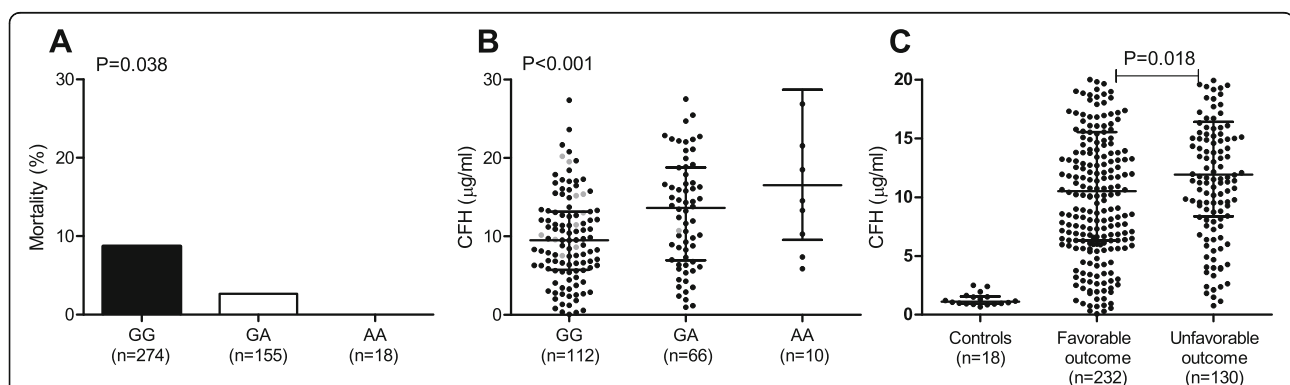 A
P=0.038
Mortality (%)
30
20
10
0
GG
(n=274)
GA
(n=155)
AA
(n=18)
B
P<0.001
CFH (μg/ml)
30
20
10
0
GG
(n=112)
GA
(n=66)
AA
(n=10)
C
P=0.018
CFH (μg/ml)
20
15
10
5
0
Controls
(n=18)
Favorable
outcome
(n=232)
Unfavorable
outcome
(n=130)